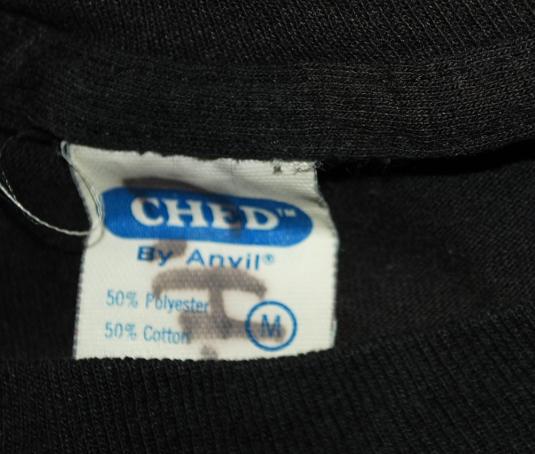 CHED™
By Anvil®
50% Polyester
50% Cotton M